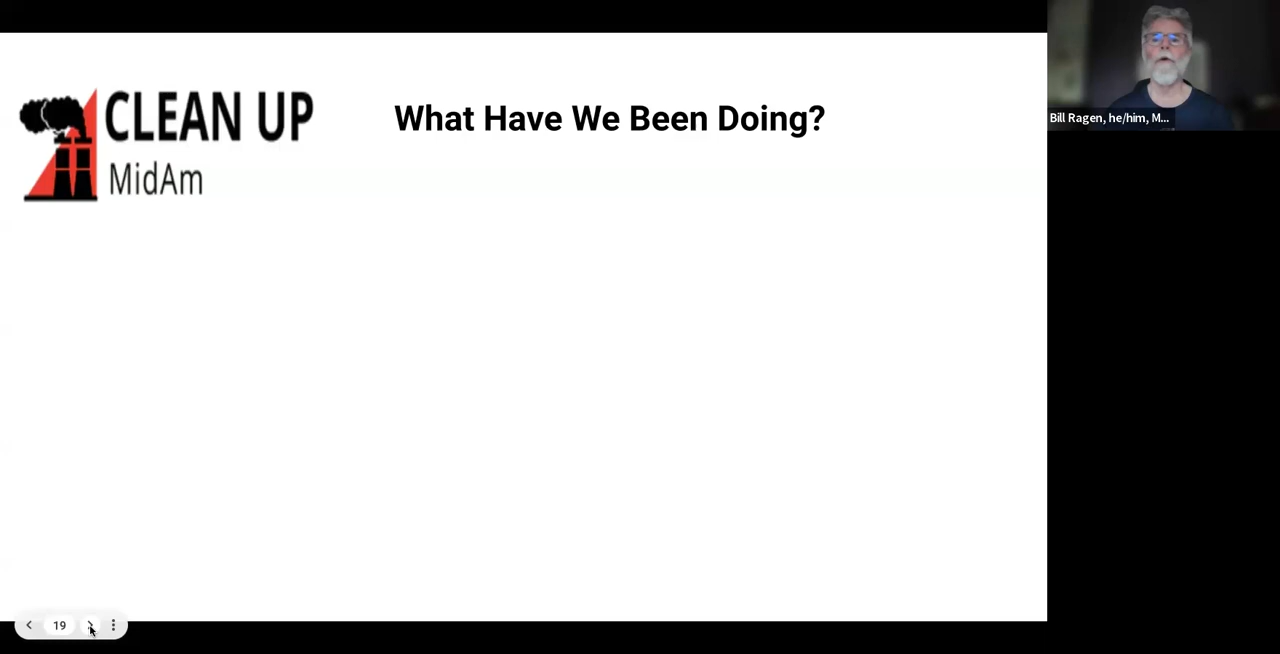 CLEAN UP
MidAm
What Have We Been Doing?
Bill Ragen, he/him, M...
19